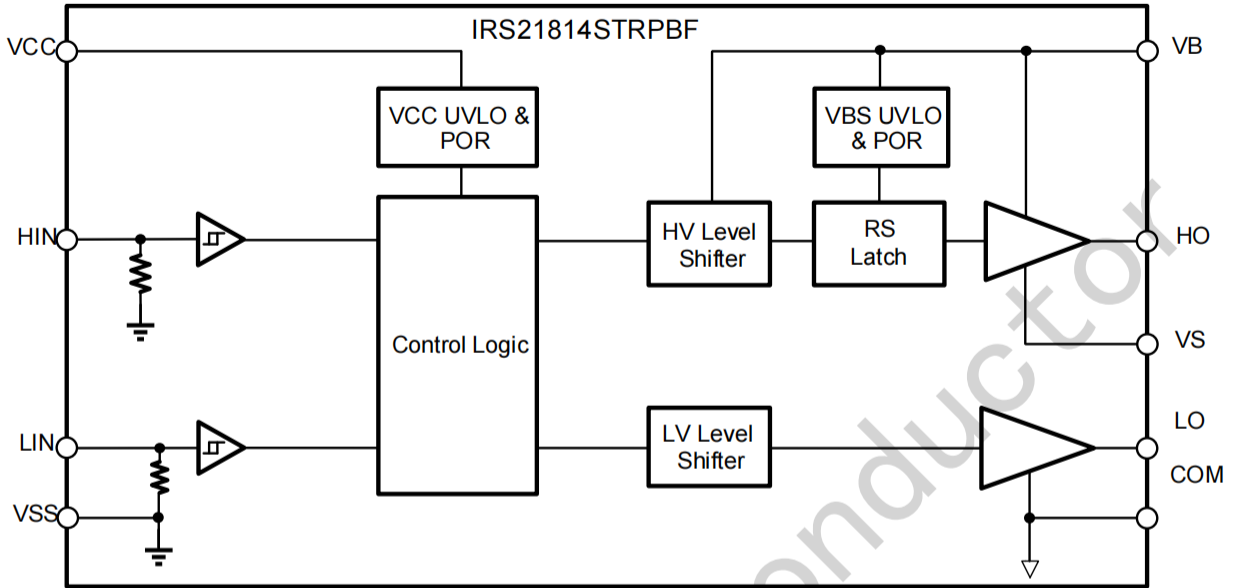 IRS21814STRPBF
VCC
VB
VCC UVLO &
POR
VBS UVLO
& POR
HIN
HV Level
Shifter
RS
Latch
HO
Control Logic
VS
LIN
LV Level
Shifter
LO
COM
VSS
onductor